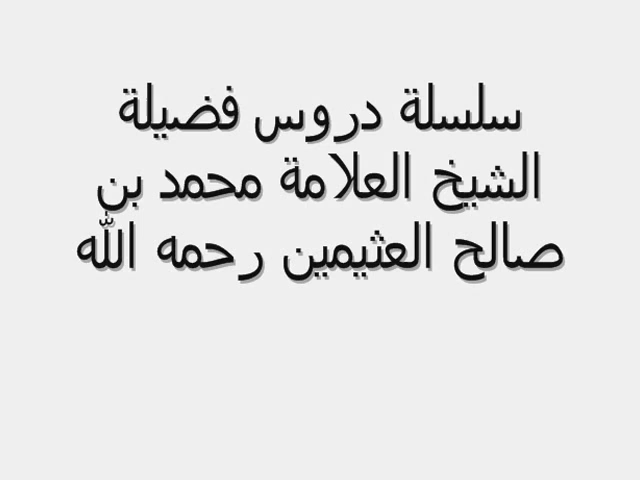 سلسلة دروس فضيلة
الشيخ العلامة محمد بن
صالح العثيمين رحمه الله